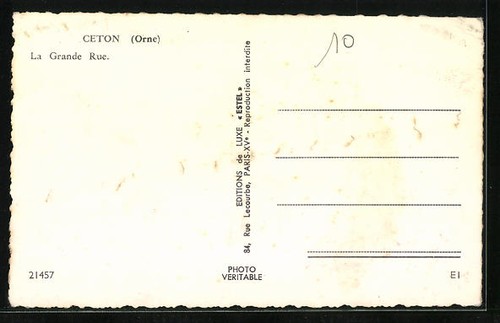 CETON (Orne)
La Grande Rue.
10
EDITIONS de LUXE «ESTEL»
84, Rue Lecourbe, PARIS-XVe - Reproduction interdite
21457
PHOTO
VERITABLE
E1